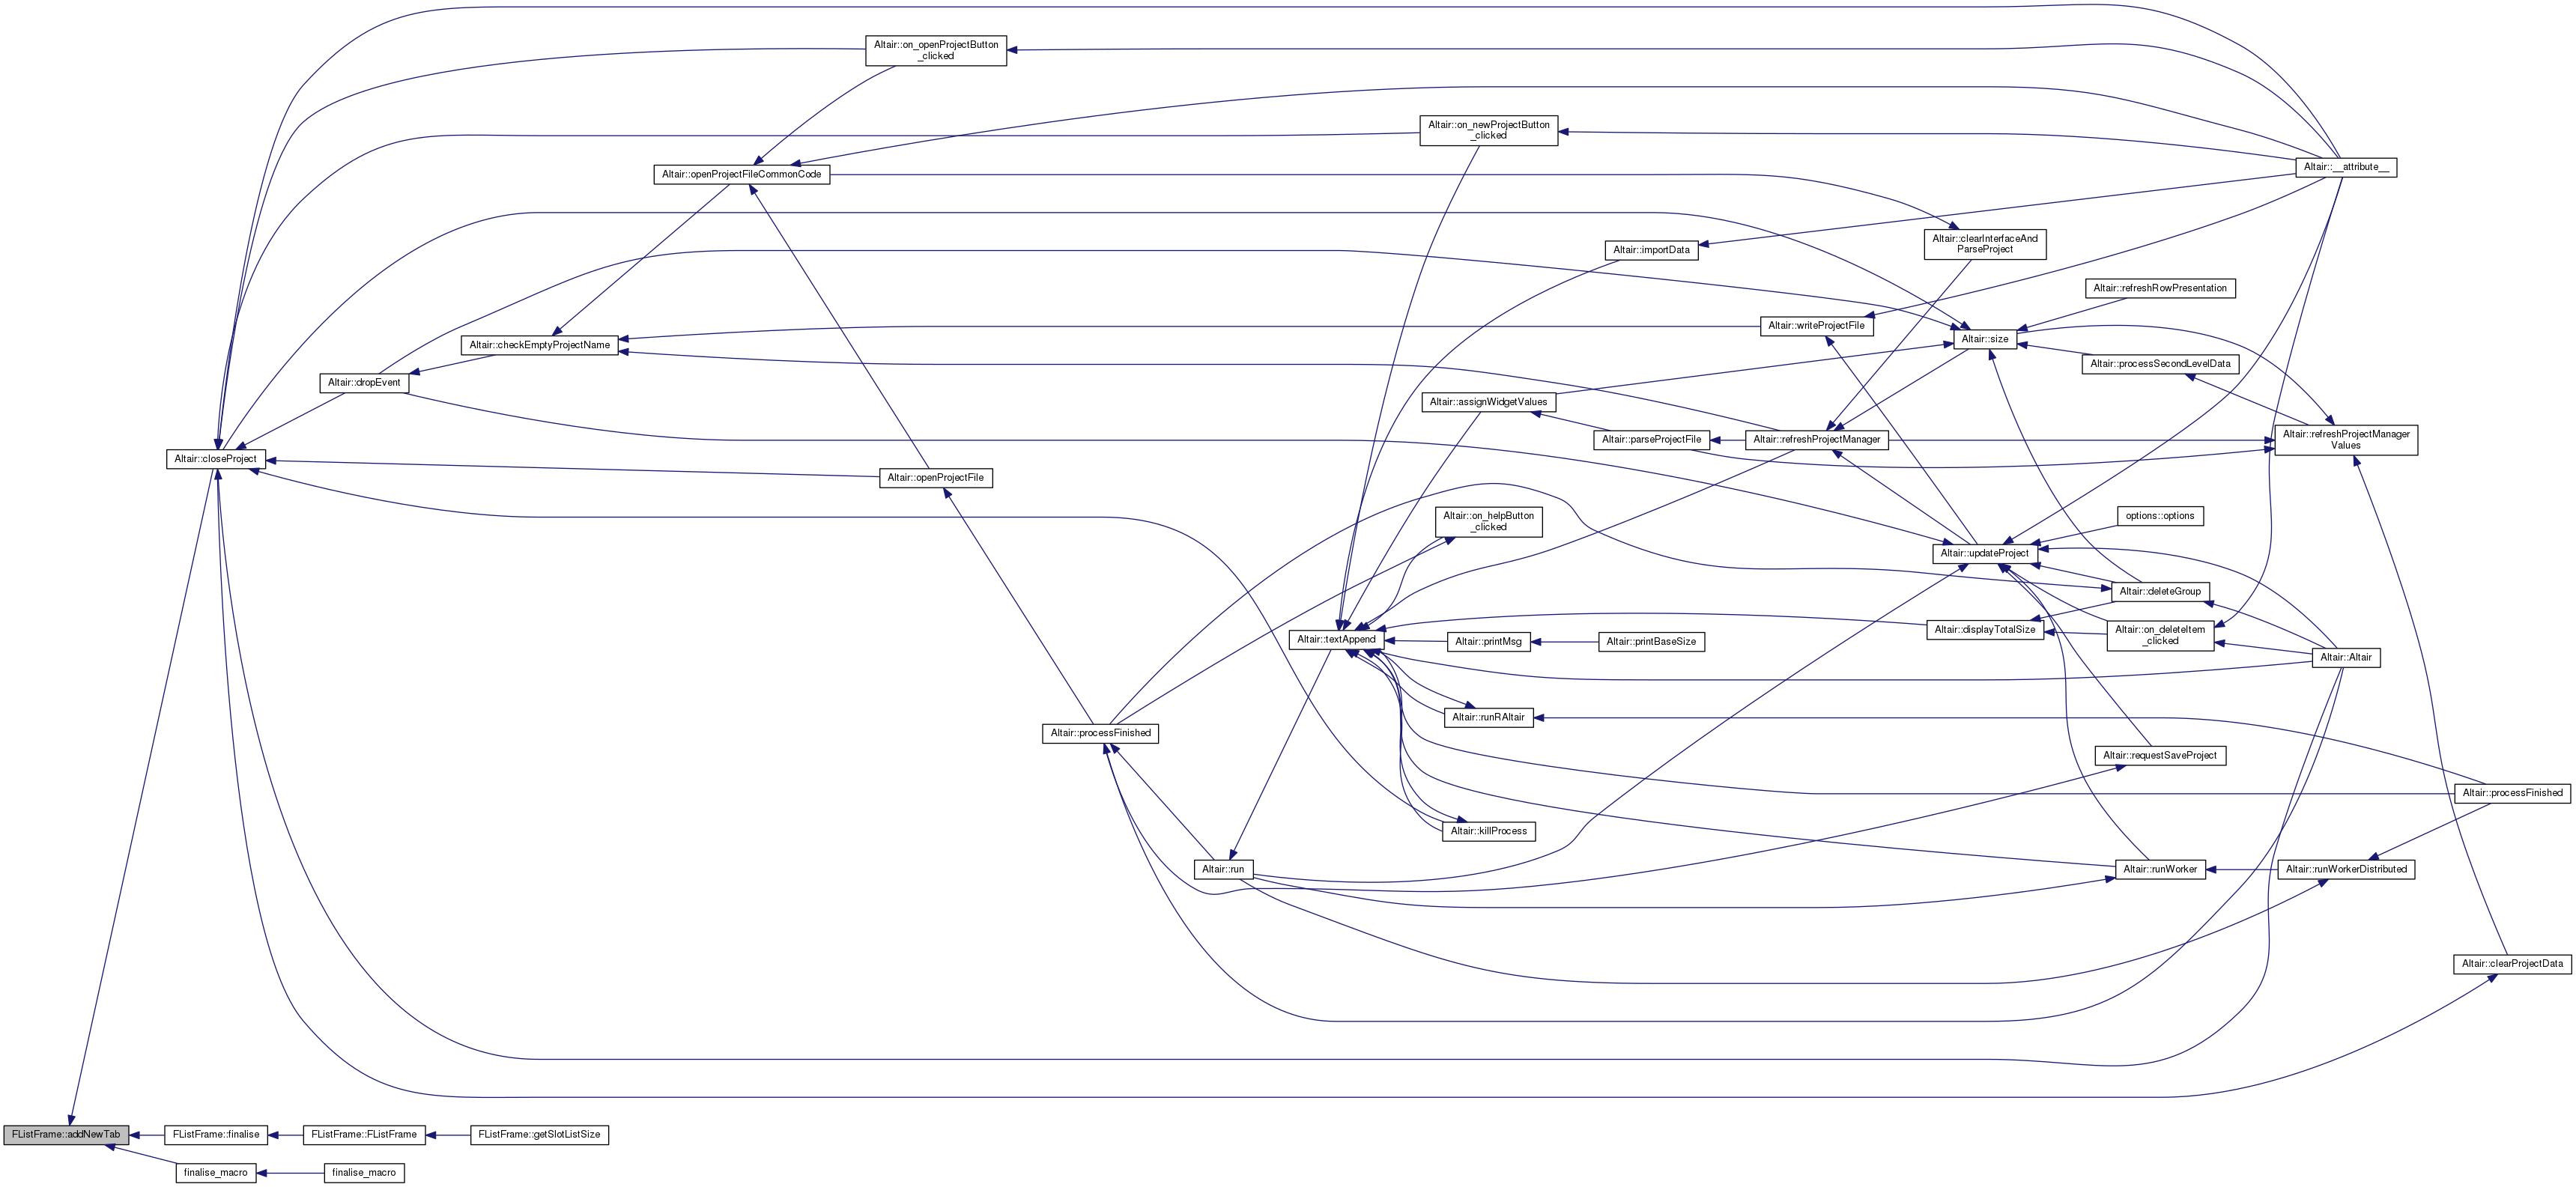 Altair::on_openProjectButton
_clicked
Altair::on_newProjectButton
_clicked
Altair::__attribute__
Altair::openProjectFileCommonCode
Altair::clearInterfaceAnd
ParseProject
Altair::importData
Altair::refreshRowPresentation
Altair::writeProjectFile
Altair::size
Altair::checkEmptyProjectName
Altair::processSecondLevelData
Altair::dropEvent
Altair::assignWidgetValues
Altair::parseProjectFile
Altair::refreshProjectManager
Altair::refreshProjectManager
Values
Altair::closeProject
Altair::openProjectFile
Altair::on_helpButton
_clicked
options::options
Altair::updateProject
Altair::deleteGroup
Altair::textAppend
Altair::printMsg
Altair::printBaseSize
Altair::displayTotalSize
Altair::on_deleteItem
_clicked
Altair::Altair
Altair::runRAltair
Altair::processFinished
Altair::requestSaveProject
Altair::processFinished
Altair::killProcess
Altair::run
Altair::runWorker
Altair::runWorkerDistributed
Altair::clearProjectData
FListFrame::addNewTab
FListFrame::finalise
FListFrame::FListFrame
FListFrame::getSlotListSize
finalise_macro
finalise_macro